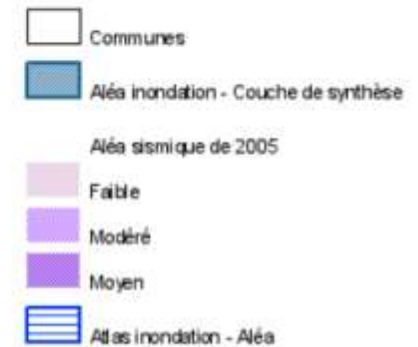 Communes
Aléa inondation - Couche de synthèse
Aléa sismique de 2005
Faible
Modéré
Moyen
Atlas inondation - Aléa